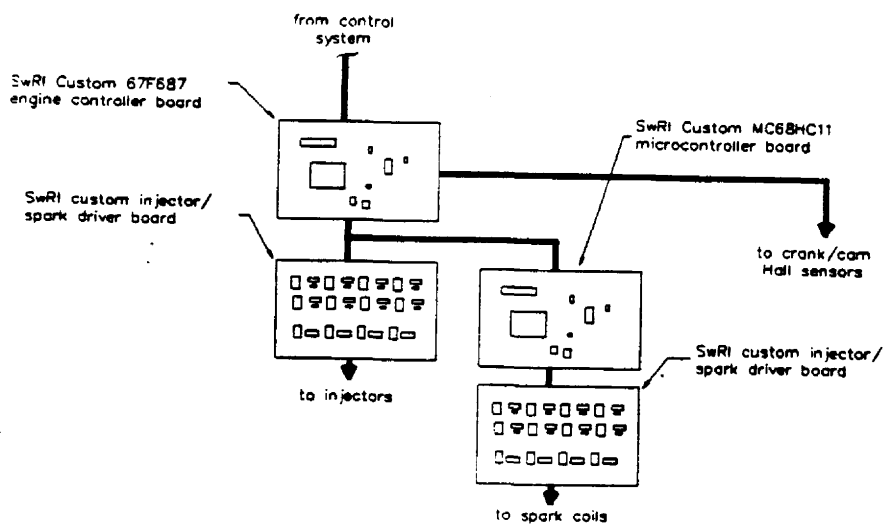 from control
system
SwRI Custom 67F687
engine controller board
SwRI Custom MC68HC11
microcontroller board
SwRI custom injector/
spark driver board
to crank/cam
Hall sensors
SwRI custom injector/
spark driver board
to injectors
to spark coils